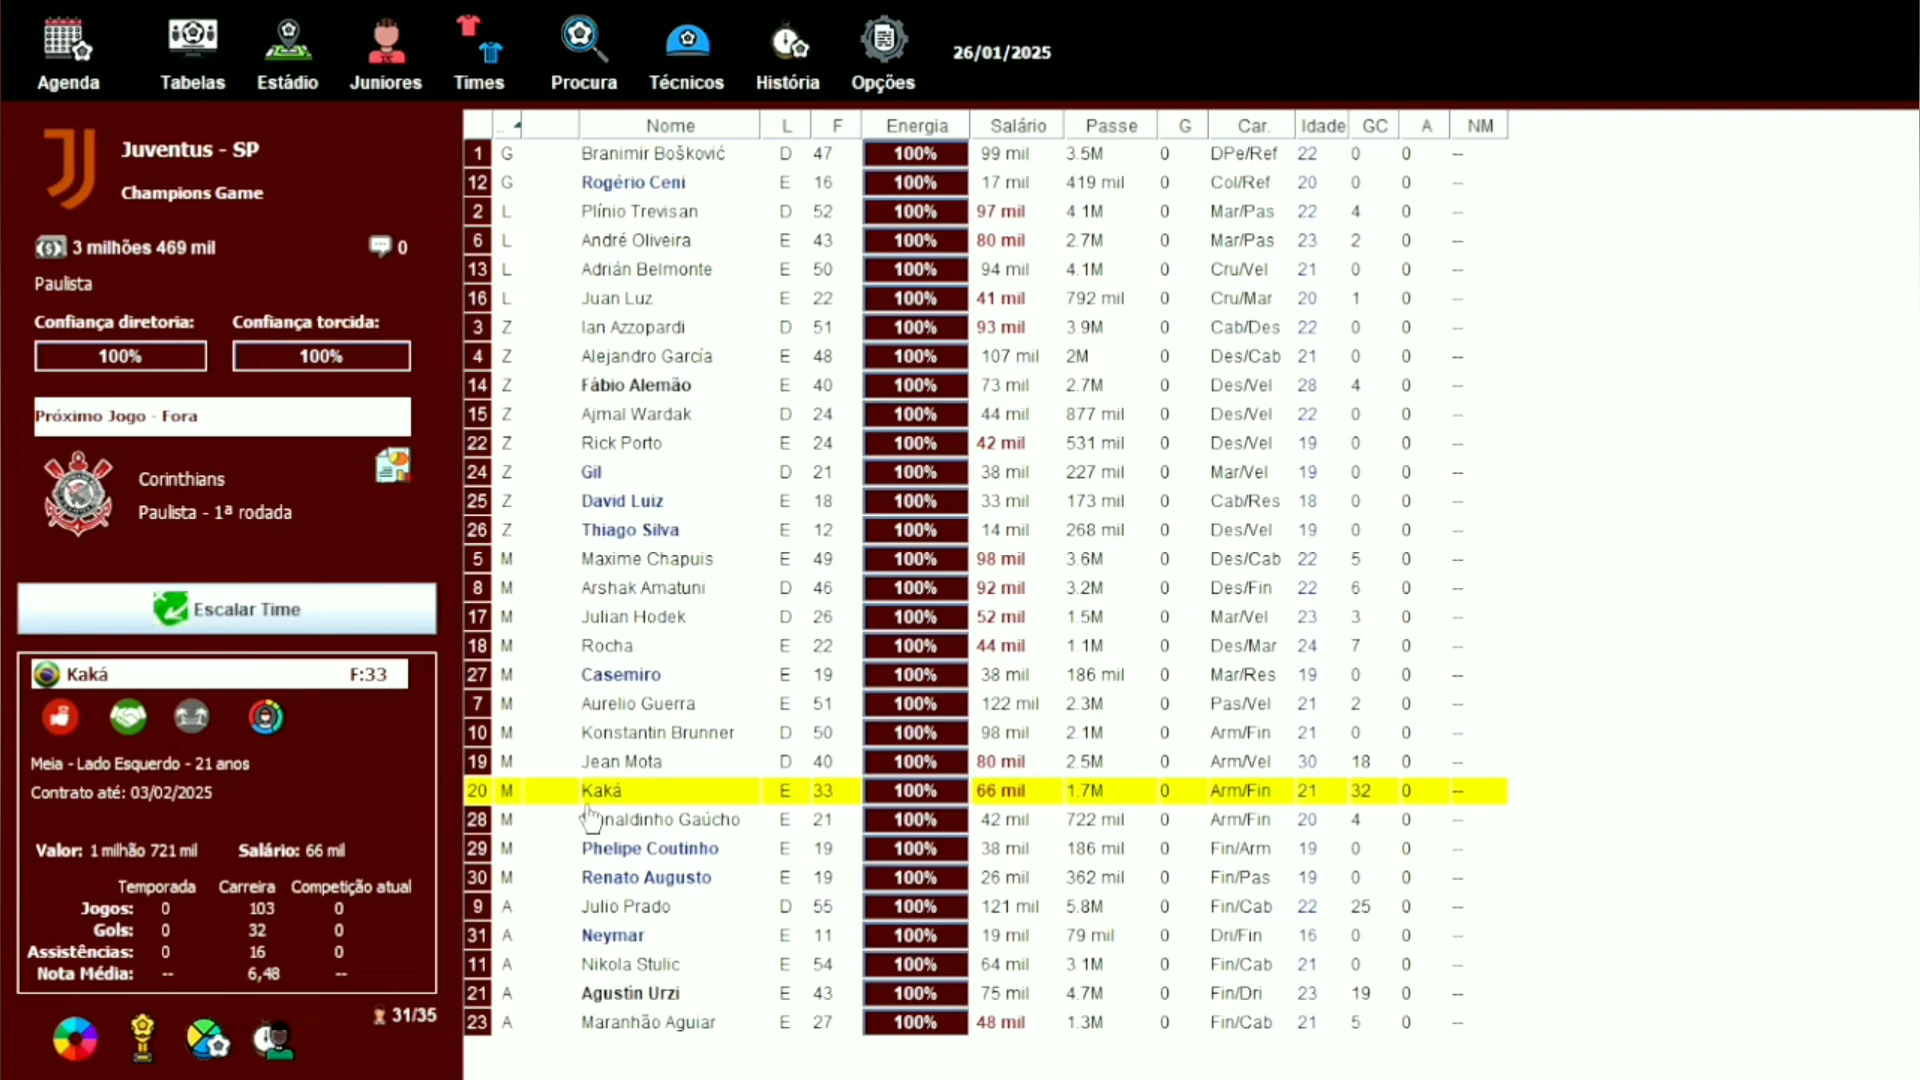 Agenda Tabelas Estádio Juniores Times Procura Técnicos História Opções 26/01/2025
Juventus - SP
Champions Game
3 milhões 469 mil 0
Paulista
Confiança diretoria: Confiança torcida:
100% 100%
Próximo Jogo - Fora
Corinthians
Paulista - 1ª rodada
Escalar Time
Kaká F:33
Meia - Lado Esquerdo - 21 anos
Contrato até: 03/02/2025
Valor: 1 milhão 721 mil Salário: 66 mil
Temporada Carreira Competição atual
Jogos: 0 103 0
Gols: 0 32 0
Assistências: 0 16 0
Nota Média: -- 6,48 --
31/35
.. Nome L F Energia Salário Passe G Car. Idade GC A NM
1 G Branimir Bošković D 47 100% 99 mil 3.5M 0 DPe/Ref 22 0 0 --
12 G Rogério Ceni E 16 100% 17 mil 419 mil 0 Col/Ref 20 0 0 --
2 L Plínio Trevisan D 52 100% 97 mil 4.1M 0 Mar/Pas 22 4 0 --
6 L André Oliveira E 43 100% 80 mil 2.7M 0 Mar/Pas 23 2 0 --
13 L Adrián Belmonte E 50 100% 94 mil 4.1M 0 Cru/Vel 21 0 0 --
16 L Juan Luz E 22 100% 41 mil 792 mil 0 Cru/Mar 20 1 0 --
3 Z Ian Azzopardi D 51 100% 93 mil 3.9M 0 Cab/Des 22 0 0 --
4 Z Alejandro García E 48 100% 107 mil 2M 0 Des/Cab 21 0 0 --
14 Z Fábio Alemão E 40 100% 73 mil 2.7M 0 Des/Vel 28 4 0 --
15 Z Ajmal Wardak D 24 100% 44 mil 877 mil 0 Des/Vel 22 0 0 --
22 Z Rick Porto E 24 100% 42 mil 531 mil 0 Des/Vel 19 0 0 --
24 Z Gil D 21 100% 38 mil 227 mil 0 Mar/Vel 19 0 0 --
25 Z David Luiz E 18 100% 33 mil 173 mil 0 Cab/Res 18 0 0 --
26 Z Thiago Silva E 12 100% 14 mil 268 mil 0 Des/Vel 19 0 0 --
5 M Maxime Chapuis E 49 100% 98 mil 3.6M 0 Des/Cab 22 5 0 --
8 M Arshak Amatuni D 46 100% 92 mil 3.2M 0 Des/Fin 22 6 0 --
17 M Julian Hodek D 26 100% 52 mil 1.5M 0 Mar/Vel 23 3 0 --
18 M Rocha E 22 100% 44 mil 1.1M 0 Des/Mar 24 7 0 --
27 M Casemiro E 19 100% 38 mil 186 mil 0 Mar/Res 19 0 0 --
7 M Aurelio Guerra E 51 100% 122 mil 2.3M 0 Pas/Vel 21 2 0 --
10 M Konstantin Brunner D 50 100% 98 mil 2.1M 0 Arm/Fin 21 0 0 --
19 M Jean Mota D 40 100% 80 mil 2.5M 0 Arm/Vel 30 18 0 --
20 M Kaká E 33 100% 66 mil 1.7M 0 Arm/Fin 21 32 0 --
28 M naldinho Gaúcho E 21 100% 42 mil 722 mil 0 Arm/Fin 20 4 0 --
29 M Phelipe Coutinho E 19 100% 38 mil 186 mil 0 Fin/Arm 19 0 0 --
30 M Renato Augusto E 19 100% 26 mil 362 mil 0 Fin/Pas 19 0 0 --
9 A Julio Prado D 55 100% 121 mil 5.8M 0 Fin/Cab 22 25 0 --
31 A Neymar E 11 100% 19 mil 79 mil 0 Dri/Fin 16 0 0 --
11 A Nikola Stulic E 54 100% 64 mil 3.1M 0 Fin/Cab 21 0 0 --
21 A Agustín Urzi E 43 100% 75 mil 4.7M 0 Fin/Dri 23 19 0 --
23 A Maranhão Aguiar E 27 100% 48 mil 1.3M 0 Fin/Cab 21 5 0 --